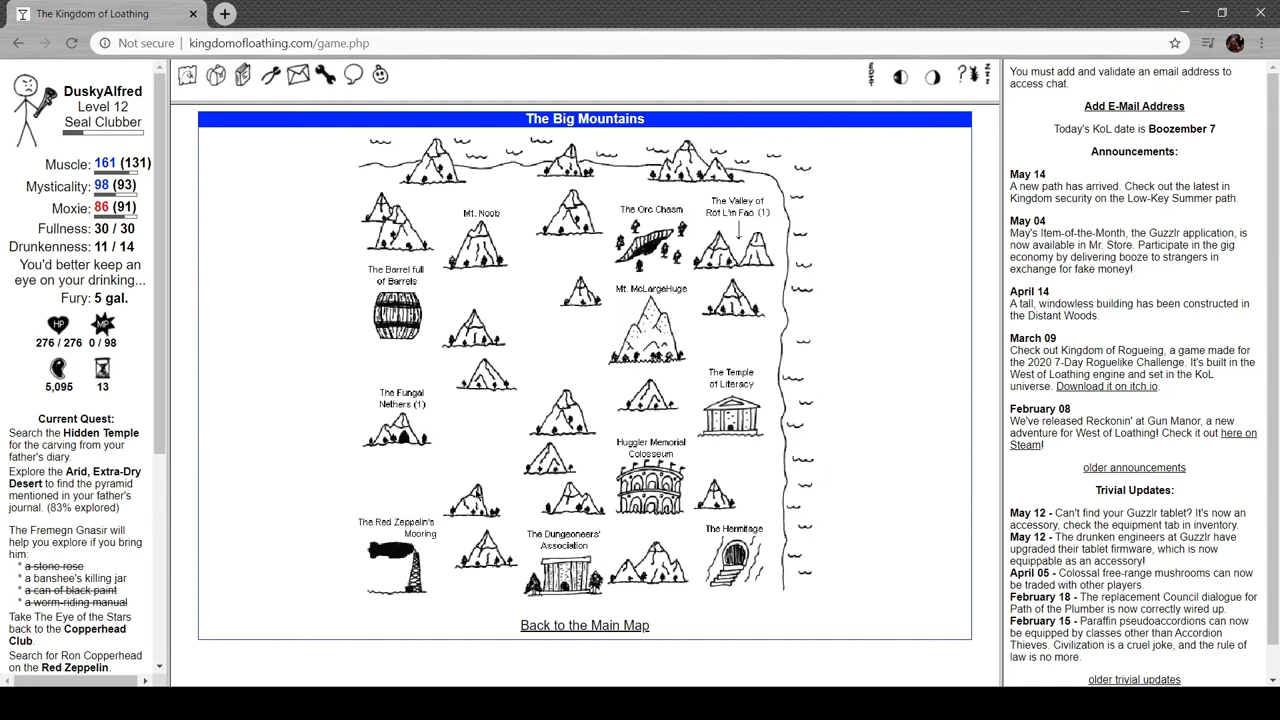 The Kingdom of Loathing
Not secure | kingdomofloathing.com/game.php
DuskyAlfred
Level 12
Seal Clubber
Muscle: 161 (131)
Mysticality: 98 (93)
Moxie: 86 (91)
Fullness: 30 / 30
Drunkenness: 11 / 14
You'd better keep an
eye on your drinking...
Fury: 5 gal.
HP
MP
276 / 276
0 / 98
5,095
13
Current Quest:
Search the Hidden Temple
for the carving from your
father's diary.
Explore the Arid, Extra-Dry
Desert to find the pyramid
mentioned in your father's
journal. (83% explored)
The Fremegn Gnasir will
help you explore if you bring
him:
* a stone rose
* a banshee's killing jar
* a can of black paint
* a worm-riding manual
Take The Eye of the Stars
back to the Copperhead
Club.
Search for Ron Copperhead
on the Red Zeppelin.
The Big Mountains
Mt. Noob
The Orc Chasm
The Valley of
Rof L'm Fao (1)
The Barrel full
of Barrels
Mt. McLargeHuge
The Temple
of Literacy
The Fungal
Nethers (1)
Huggler Memorial
Colosseum
The Red Zeppelin's
Mooring
The Dungeoneers'
Association
The Hermitage
Back to the Main Map
You must add and validate an email address to
access chat.
Add E-Mail Address
Today's KoL date is Boozember 7
Announcements:
May 14
A new path has arrived. Check out the latest in
Kingdom security on the Low-Key Summer path.
May 04
May's Item-of-the-Month, the Guzzlr application, is
now available in Mr. Store. Participate in the gig
economy by delivering booze to strangers in
exchange for fake money!
April 14
A tall, windowless building has been constructed in
the Distant Woods.
March 09
Check out Kingdom of Rogueing, a game made for
the 2020 7-Day Roguelike Challenge. It's built in the
West of Loathing engine and set in the KoL
universe. Download it on itch.io.
February 08
We've released Reckonin' at Gun Manor, a new
adventure for West of Loathing! Check it out here on
Steam!
older announcements
Trivial Updates:
May 12 - Can't find your Guzzlr tablet? It's now an
accessory, check the equipment tab in inventory.
May 12 - The drunken engineers at Guzzlr have
upgraded their tablet firmware, which is now
equippable as an accessory!
April 05 - Colossal free-range mushrooms can now
be traded with other players.
February 18 - The replacement Council dialogue for
Path of the Plumber is now correctly wired up.
February 15 - Paraffin pseudoaccordions can now
be equipped by classes other than Accordion
Thieves. Civilization is a cruel joke, and the rule of
law is no more.
older trivial updates